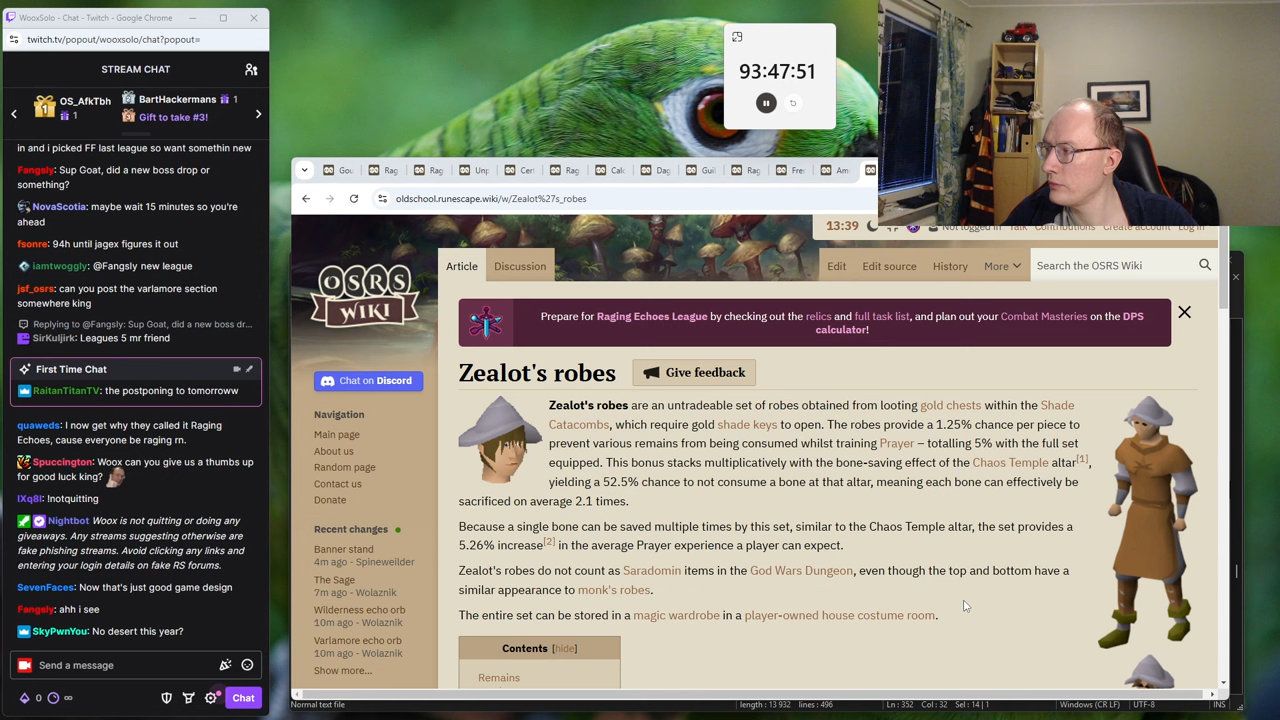 WooxSolo - Chat - Twitch - Google Chrome
twitch.tv/popout/wooxsolo/chat?popout=
STREAM CHAT
OS_AfkTbh
1
BartHackermans 1
Gift to take #3!
in and i picked FF last league so want somethin new
Fangsly: Sup Goat, did a new boss drop or
something?
NovaScotia: maybe wait 15 minutes so you're
ahead
fsonre: 94h until jagex figures it out
iamtwoggly: @Fangsly new league
jsf_osrs: can you post the varlamore section
somewhere king
Replying to @Fangsly: Sup Goat, did a new boss dr...
SirKuljirk: Leagues 5 mr friend
First Time Chat
RaitanTitanTV: the postponing to tomorroww
quaweds: I now get why they called it Raging
Echoes, cause everyone be raging rn.
Spuccington: Woox can you give us a thumbs up
for good luck king?
IXq8I: !notquitting
Nightbot Woox is not quitting or doing any
giveaways. Any streams suggesting otherwise are
fake phishing streams. Avoid clicking any links and
entering your login details on fake RS forums.
SevenFaces: Now that's just good game design
Fangsly: ahh i see
SkyPwnYou: No desert this year?
Send a message
0 ∞
Chat
93:47:51
Gou
Rag
Rag
Unp
Cert
Rag
Calc
Dag
Guil
Rag
Fre
Am
oldschool.runescape.wiki/w/Zealot%27s_robes
13:39
Not logged in Talk Contributions Create account Log in
OSRS
WIKI
Article Discussion Edit Edit source History More
Search the OSRS Wiki
Prepare for Raging Echoes League by checking out the relics and full task list, and plan out your Combat Masteries on the DPS
calculator!
Zealot's robes
Give feedback
Zealot's robes are an untradeable set of robes obtained from looting gold chests within the Shade
Catacombs, which require gold shade keys to open. The robes provide a 1.25% chance per piece to
prevent various remains from being consumed whilst training Prayer – totalling 5% with the full set
equipped. This bonus stacks multiplicatively with the bone-saving effect of the Chaos Temple altar[1],
yielding a 52.5% chance to not consume a bone at that altar, meaning each bone can effectively be
sacrificed on average 2.1 times.
Because a single bone can be saved multiple times by this set, similar to the Chaos Temple altar, the set provides a
5.26% increase[2] in the average Prayer experience a player can expect.
Zealot's robes do not count as Saradomin items in the God Wars Dungeon, even though the top and bottom have a
similar appearance to monk's robes.
The entire set can be stored in a magic wardrobe in a player-owned house costume room.
Contents [hide]
Remains
Chat on Discord
Navigation
Main page
About us
Random page
Contact us
Donate
Recent changes
Banner stand
4m ago - Spineweilder
The Sage
7m ago - Wolaznik
Wilderness echo orb
10m ago - Wolaznik
Varlamore echo orb
10m ago - Wolaznik
Show more...
Normal text file
length : 13 932 lines : 496
Ln : 352 Col : 32 Sel : 14 | 1
Windows (CR LF)
UTF-8
INS